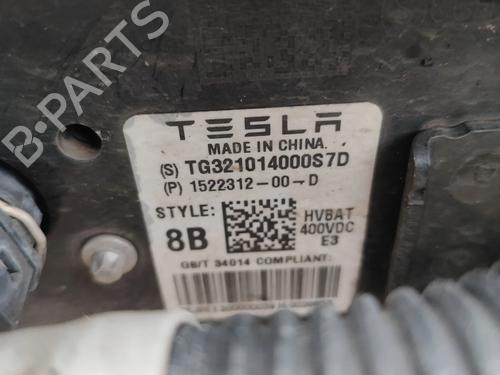 TESLA
MADE IN CHINA
(S) TG321014000S7D
(P) 1522312-00-D
STYLE:
8B
HVBAT
400VDC
E3
GB/T 34014 COMPLIANT:
B-PARTS